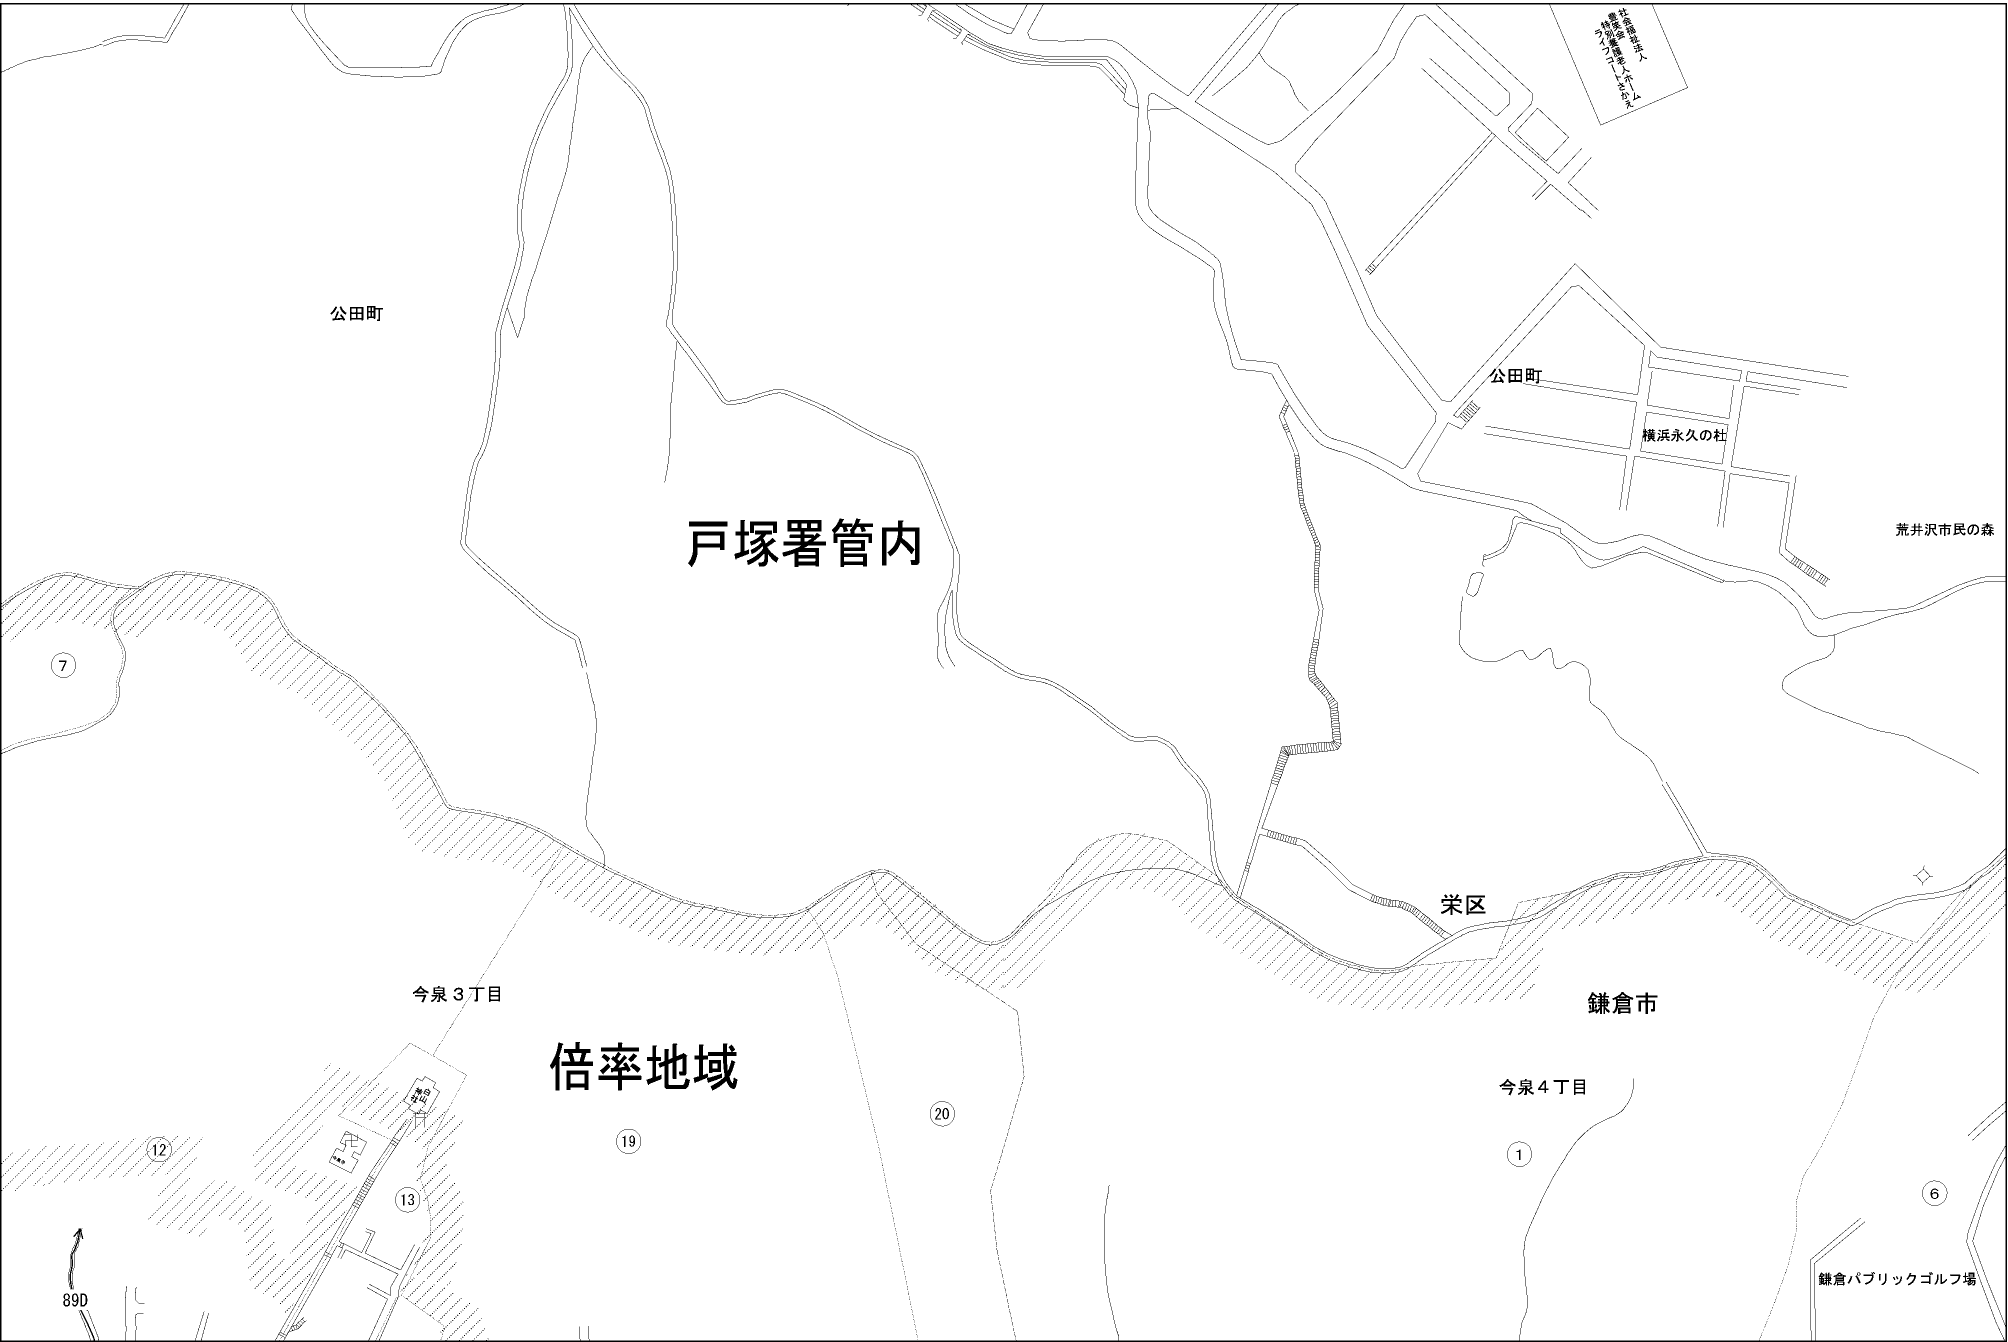 社会福祉法人
豊笑会
特別養護老人ホーム
ライフコートさかえ
公田町
公田町
横浜永久の杜
荒井沢市民の森
戸塚署管内
7
栄区
今泉３丁目
鎌倉市
倍率地域
今泉４丁目
白山
神社
20
19
12
1
13
6
89D
鎌倉パブリックゴルフ場